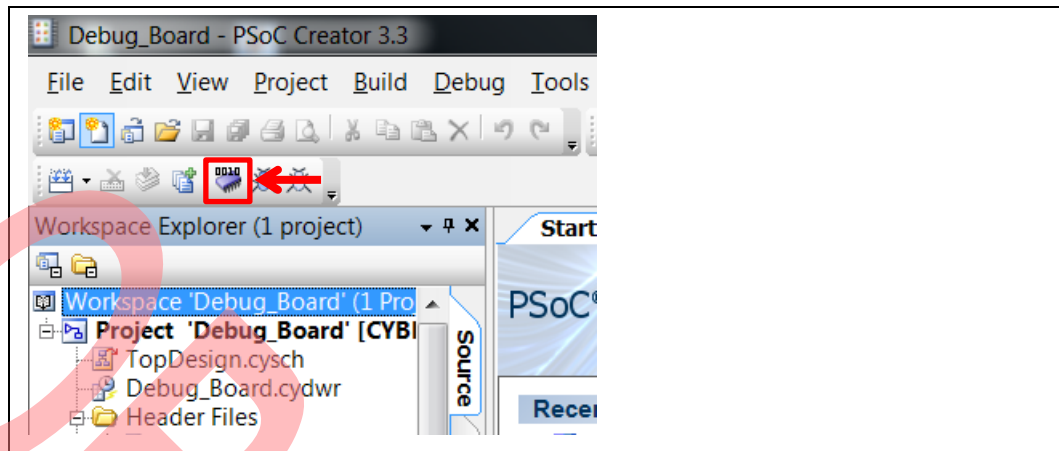 Debug_Board - PSoC Creator 3.3
File Edit View Project Build Debug Tools
0010
Workspace Explorer (1 project)
Start
Workspace 'Debug_Board' (1 Pro
PSoC®
Project 'Debug_Board' [CYBL
Source
TopDesign.cysch
Debug_Board.cydwr
Header Files
Recen